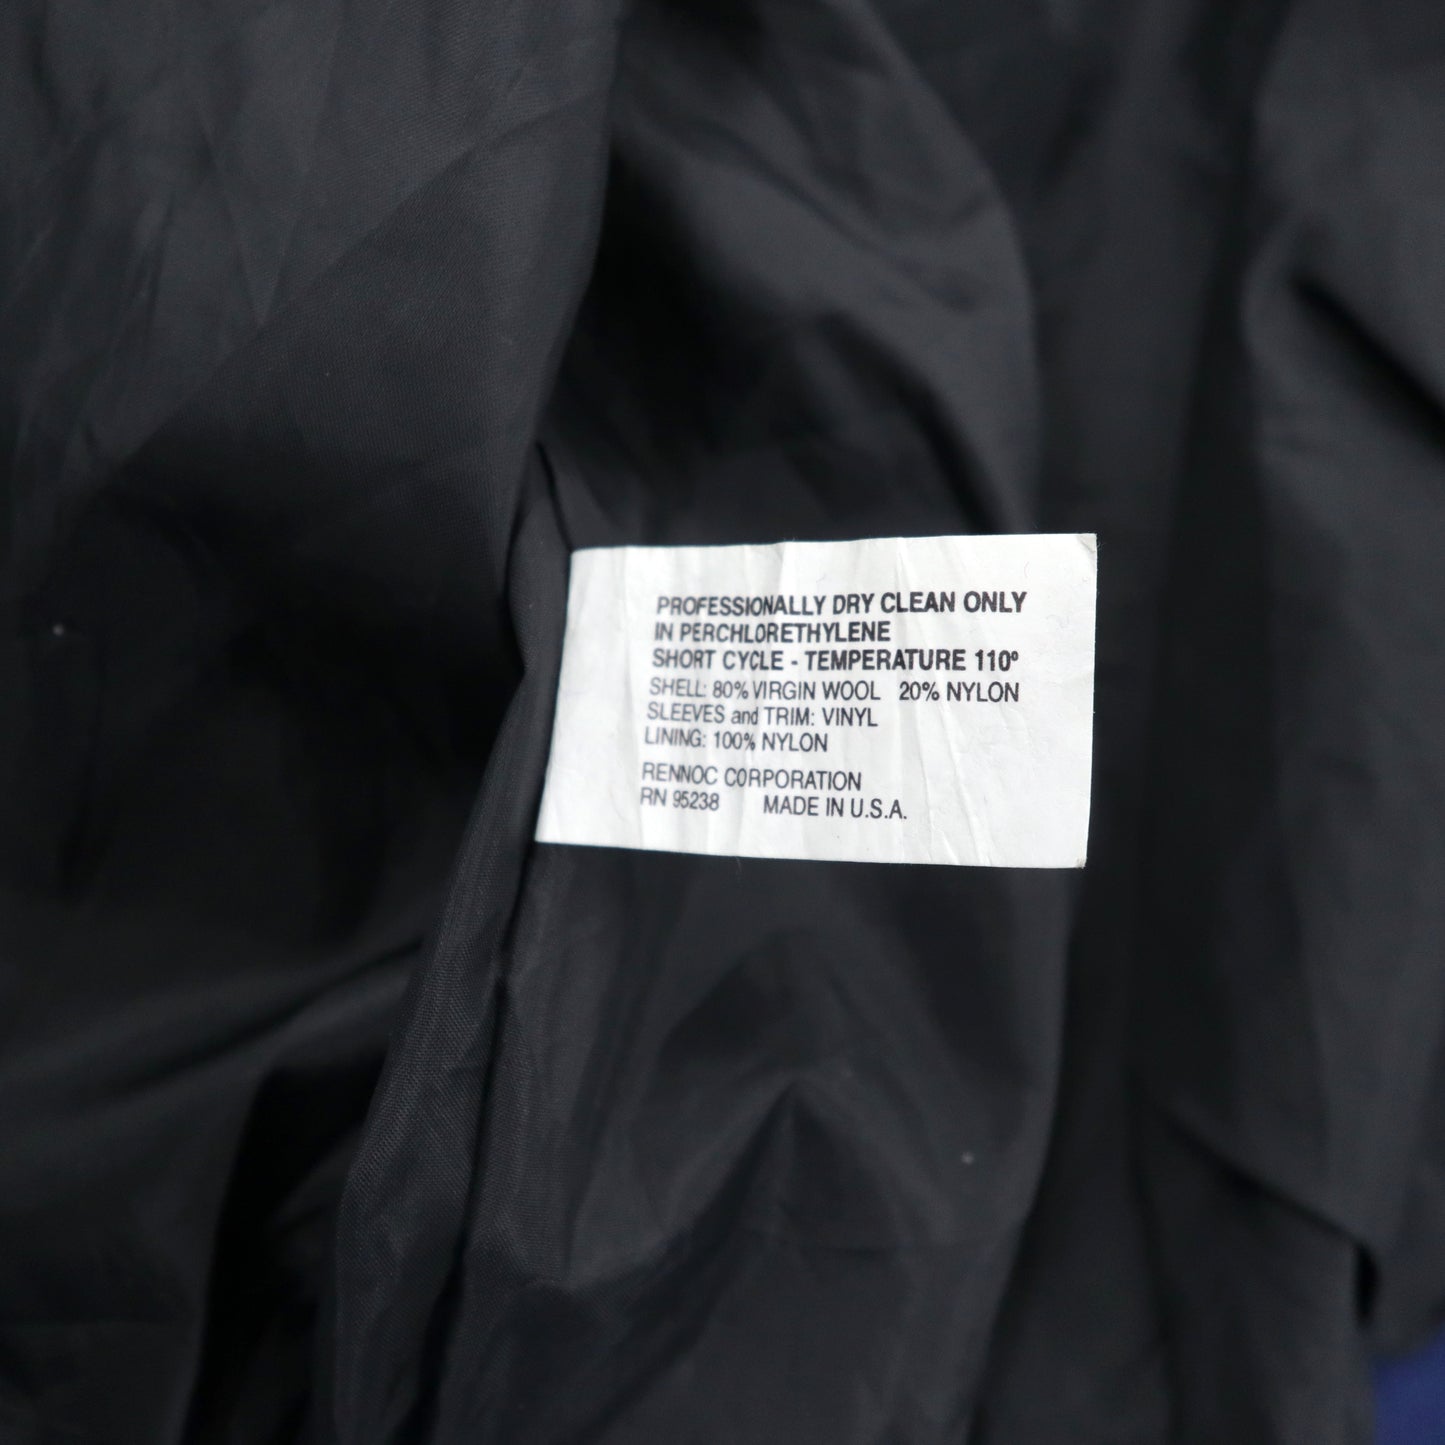 PROFESSIONALLY DRY CLEAN ONLY
IN PERCHLORETHYLENE
SHORT CYCLE - TEMPERATURE 110º
SHELL: 80% VIRGIN WOOL 20% NYLON
SLEEVES and TRIM: VINYL
LINING: 100% NYLON
RENNOC CORPORATION
RN 95238 MADE IN U.S.A.